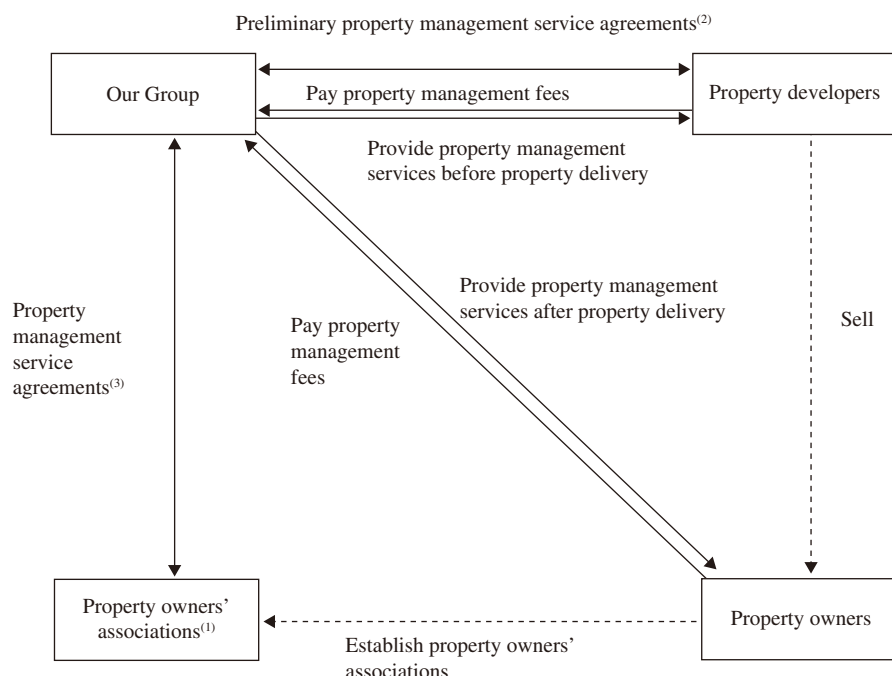 Preliminary property management service agreements(2)
Our Group
Pay property management fees
Property developers
Provide property management
services before property delivery
Property
management
service
agreements(3)
Pay property
management
fees
Provide property management
services after property delivery
Sell
Property owners’
associations(1)
Establish property owners’
associations
Property owners